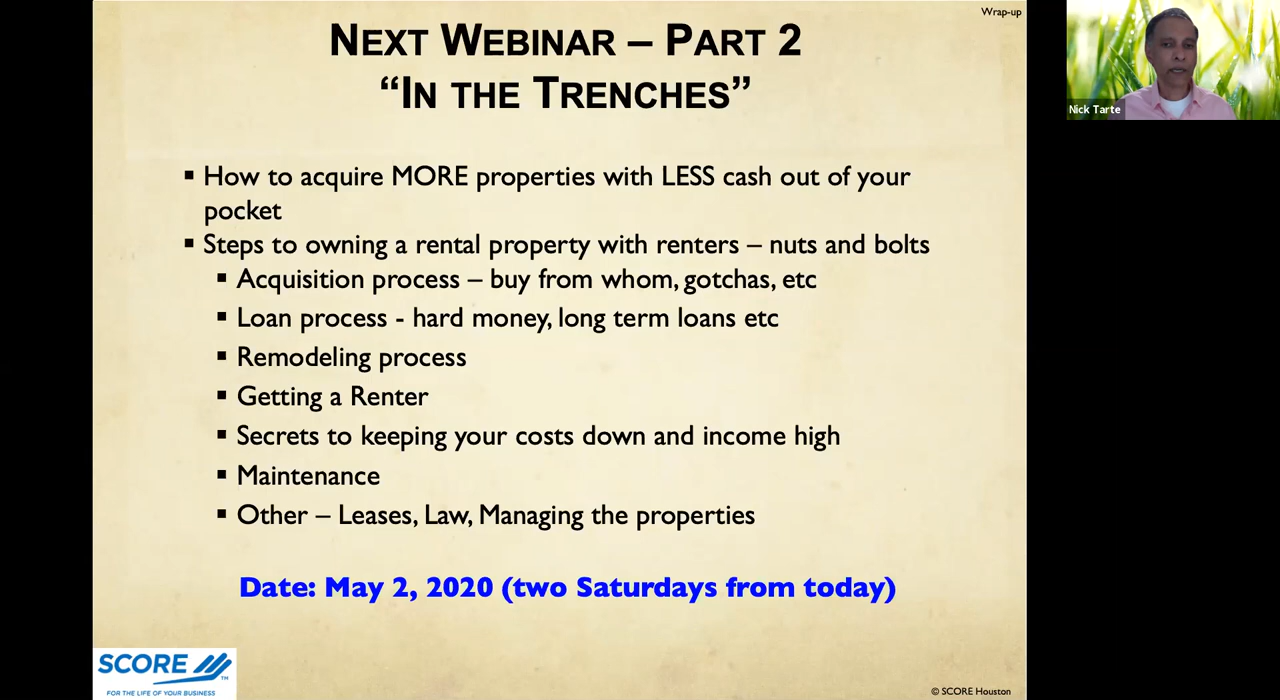 Wrap-up
NEXT WEBINAR – PART 2
“IN THE TRENCHES”
▪ How to acquire MORE properties with LESS cash out of your
pocket
▪ Steps to owning a rental property with renters – nuts and bolts
▪ Acquisition process – buy from whom, gotchas, etc
▪ Loan process - hard money, long term loans etc
▪ Remodeling process
▪ Getting a Renter
▪ Secrets to keeping your costs down and income high
▪ Maintenance
▪ Other – Leases, Law, Managing the properties
Date: May 2, 2020 (two Saturdays from today)
SCORE TM
FOR THE LIFE OF YOUR BUSINESS
© SCORE Houston
Nick Tarte